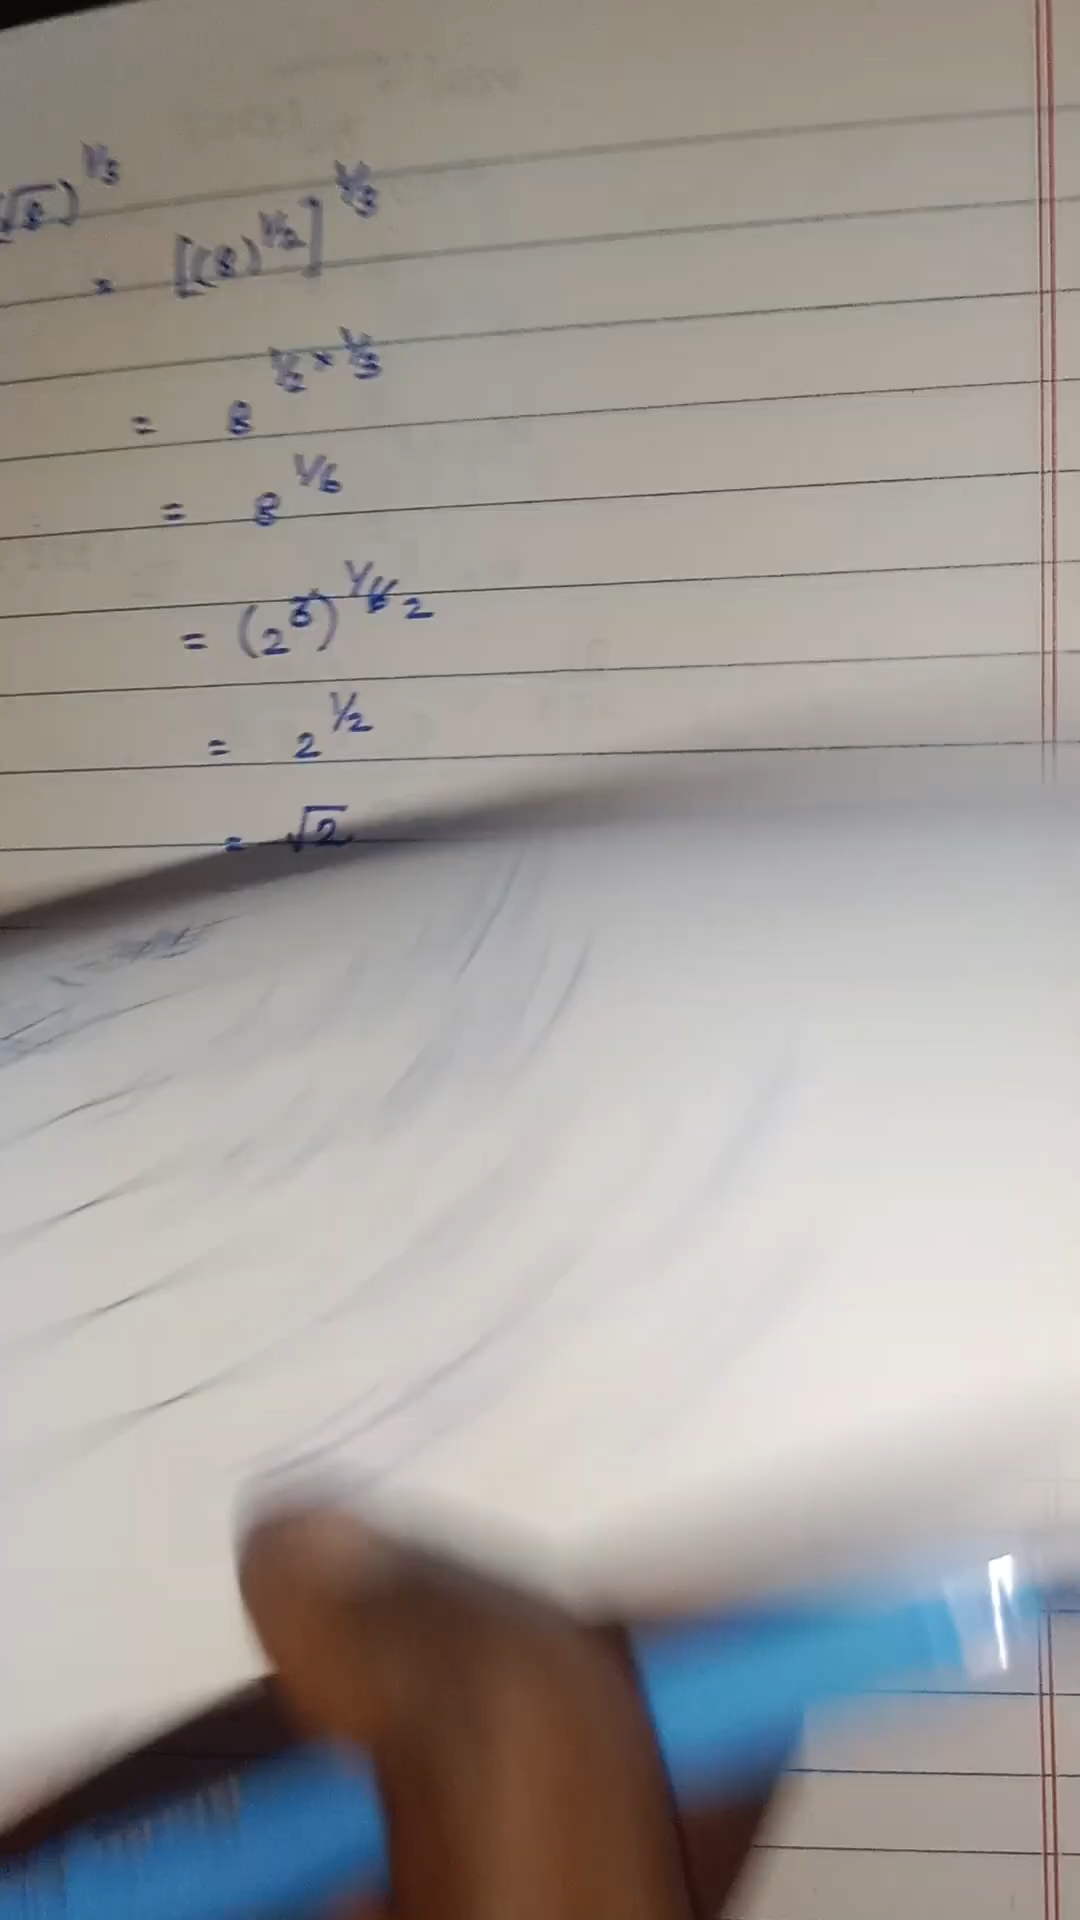 (√8)^1/3
= [(8)^1/2]^1/3
= 8^1/2 × 1/3
= 8^1/6
= (2^3)^1/6 2
= 2^1/2
= √2